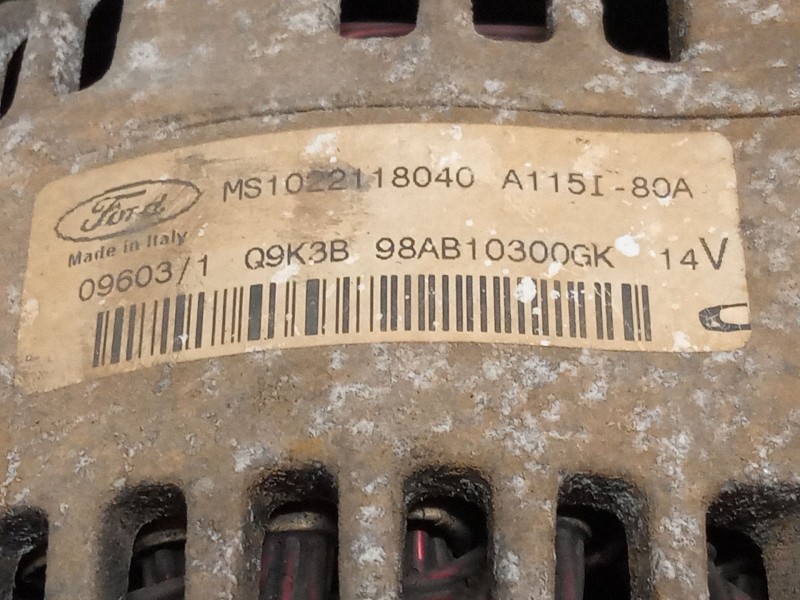 Ford MS1022118040 A115I-80A
Made in Italy
09603/1 Q9K3B 98AB10300GK 14V